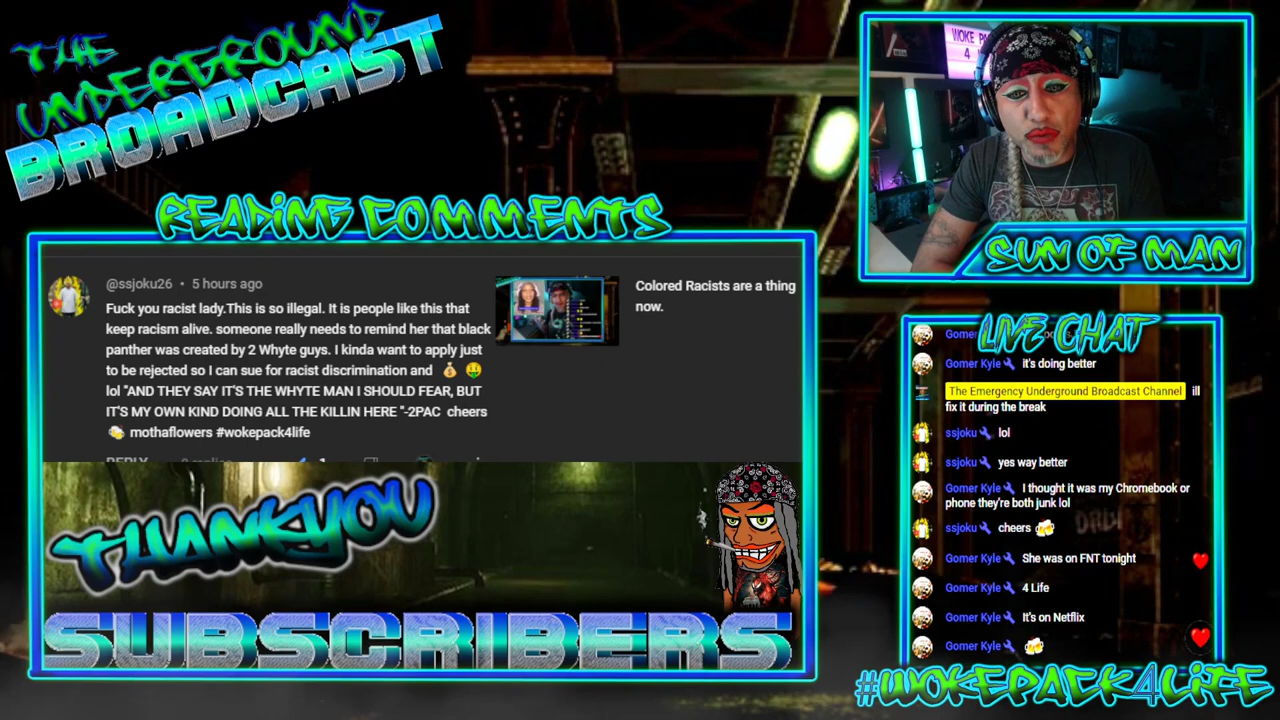 THE
UNDERGROUND
BROADCAST
READING COMMENTS
@ssjoku26 • 5 hours ago
Fuck you racist lady.This is so illegal. It is people like this that
keep racism alive. someone really needs to remind her that black
panther was created by 2 Whyte guys. I kinda want to apply just
to be rejected so I can sue for racist discrimination and 💰 🤑
lol "AND THEY SAY IT'S THE WHYTE MAN I SHOULD FEAR, BUT
IT'S MY OWN KIND DOING ALL THE KILLIN HERE "-2PAC cheers
🍻 mothaflowers #wokepack4life
Colored Racists are a thing
now.
THANKYOU
SUBSCRIBERS
WOKE
4
SUN OF MAN
LIVE CHAT
Gomer
Gomer Kyle it's doing better
The Emergency Underground Broadcast Channel ill
fix it during the break
ssjoku lol
ssjoku yes way better
Gomer Kyle I thought it was my Chromebook or
phone they're both junk lol
ssjoku cheers 🍻
Gomer Kyle She was on FNT tonight
Gomer Kyle 4 Life
Gomer Kyle It's on Netflix
Gomer Kyle 🍻
#WOKEPACK4LIFE